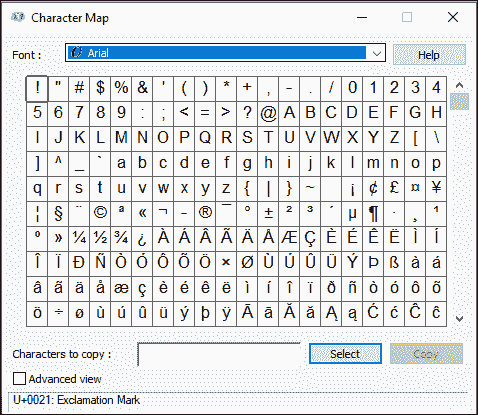 Character Map
Font : Arial Help
! " # $ % & ' ( ) * + , - . / 0 1 2 3 4
5 6 7 8 9 : ; < = > ? @ A B C D E F G H
I J K L M N O P Q R S T U V W X Y Z [ \
] ^ _ ` a b c d e f g h i j k l m n o p
q r s t u v w x y z { | } ~ ¡ ¢ £ ¤ ¥
¦ § ¨ © ª « ¬ - ® ¯ ° ± ² ³ ´ µ ¶ · ¸ ¹
º » ¼ ½ ¾ ¿ À Á Â Ã Ä Å Æ Ç È É Ê Ë Ì Í
Î Ï Ð Ñ Ò Ó Ô Õ Ö × Ø Ù Ú Û Ü Ý Þ ß à á
â ã ä å æ ç è é ê ë ì í î ï ð ñ ò ó ô õ
ö ÷ ø ù ú û ü ý þ ÿ Ā ā Ă ă Ą ą Ć ć Ĉ ĉ
Characters to copy : Select Copy
Advanced view
U+0021: Exclamation Mark